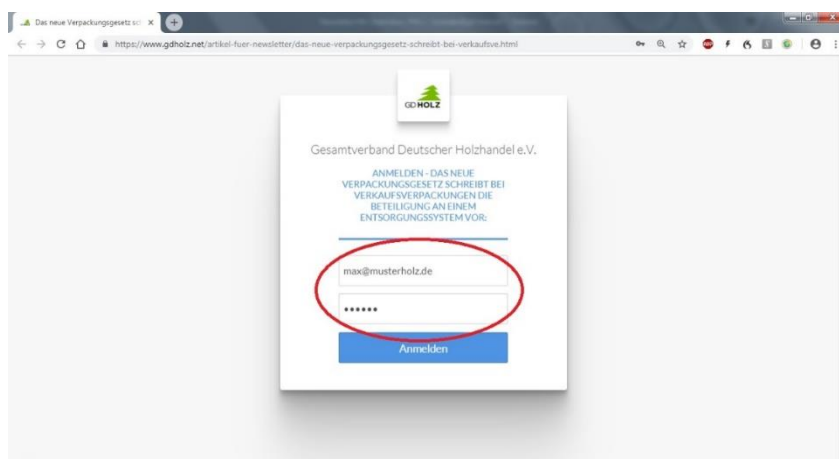 Das neue Verpackungsgesetz sc
https://www.gdholz.net/artikel-fuer-newsletter/das-neue-verpackungsgesetz-schreibt-bei-verkaufsve.html
GD HOLZ
Gesamtverband Deutscher Holzhandel e.V.
ANMELDEN - DAS NEUE
VERPACKUNGSGESETZ SCHREIBT BEI
VERKAUFSVERPACKUNGEN DIE
BETEILIGUNG AN EINEM
ENTSORGUNGSSYSTEM VOR:
max@musterholz.de
••••••
Anmelden